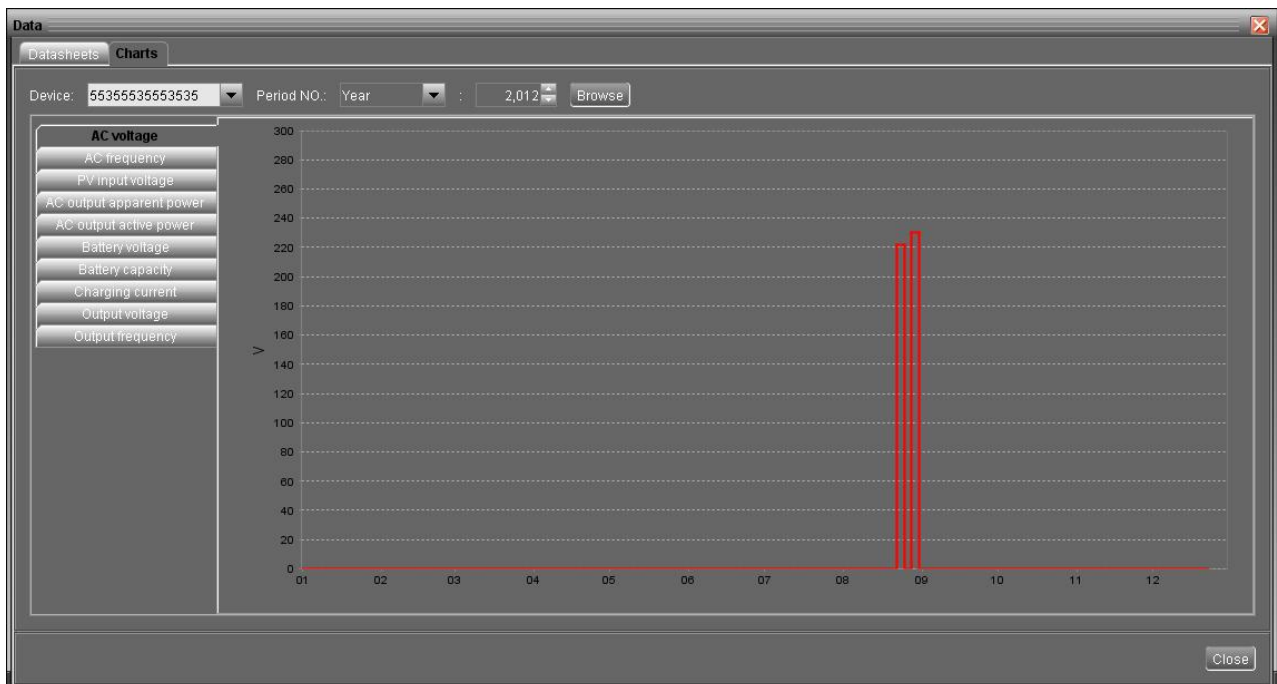 Data
Datasheets Charts
Device: 55355535553535 Period NO.: Year : 2,012 Browse
AC voltage
AC frequency
PV input voltage
AC output apparent power
AC output active power
Battery voltage
Battery capacity
Charging current
Output voltage
Output frequency
300
280
260
240
220
200
180
160
140
120
100
80
60
40
20
0
V
01 02 03 04 05 06 07 08 09 10 11 12
Close